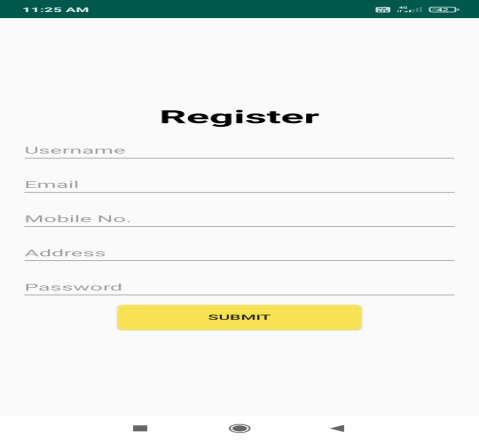 11:25 AM
Register
Username
Email
Mobile No.
Address
Password
SUBMIT